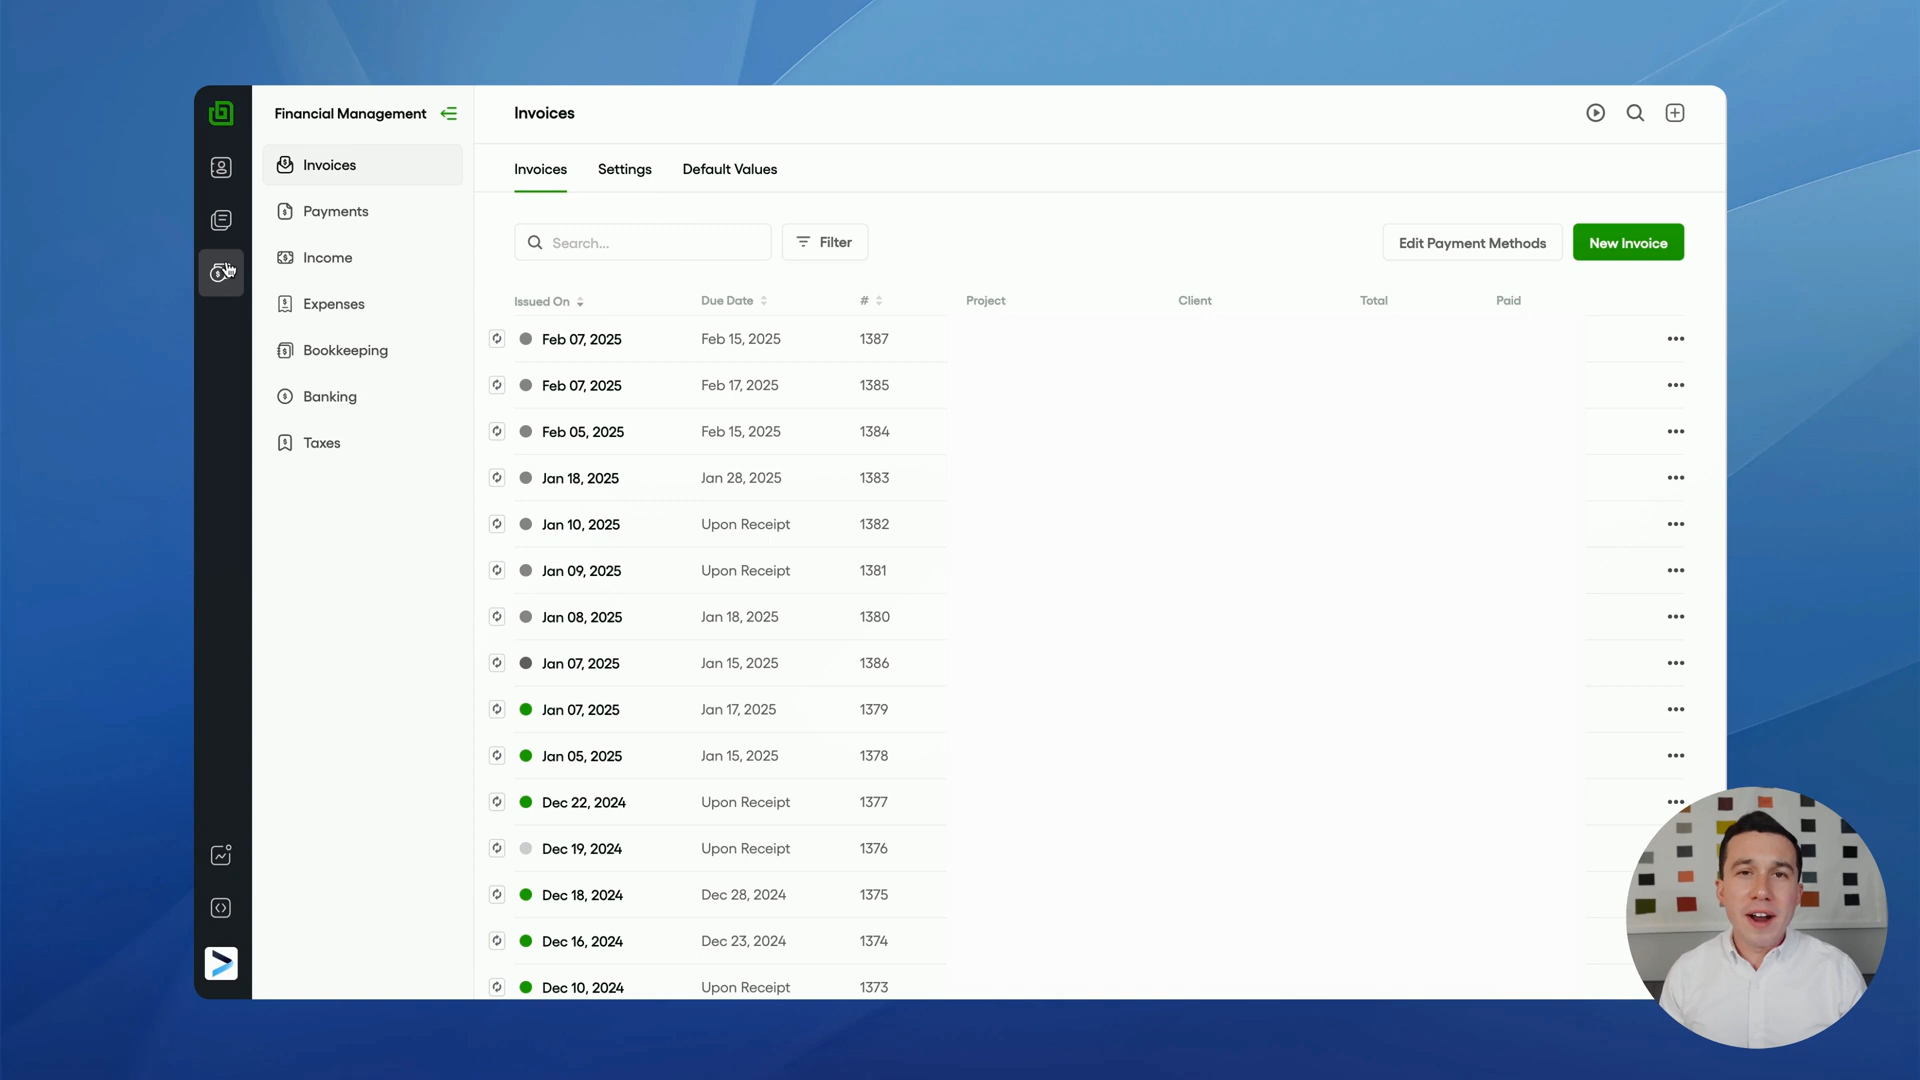 Financial Management
Invoices
Payments
Income
Expenses
Bookkeeping
Banking
Taxes
Invoices
Invoices Settings Default Values
Search... Filter Edit Payment Methods New Invoice
Issued On Due Date # Project Client Total Paid
Feb 07, 2025 Feb 15, 2025 1387
Feb 07, 2025 Feb 17, 2025 1385
Feb 05, 2025 Feb 15, 2025 1384
Jan 18, 2025 Jan 28, 2025 1383
Jan 10, 2025 Upon Receipt 1382
Jan 09, 2025 Upon Receipt 1381
Jan 08, 2025 Jan 18, 2025 1380
Jan 07, 2025 Jan 15, 2025 1386
Jan 07, 2025 Jan 17, 2025 1379
Jan 05, 2025 Jan 15, 2025 1378
Dec 22, 2024 Upon Receipt 1377
Dec 19, 2024 Upon Receipt 1376
Dec 18, 2024 Dec 28, 2024 1375
Dec 16, 2024 Dec 23, 2024 1374
Dec 10, 2024 Upon Receipt 1373